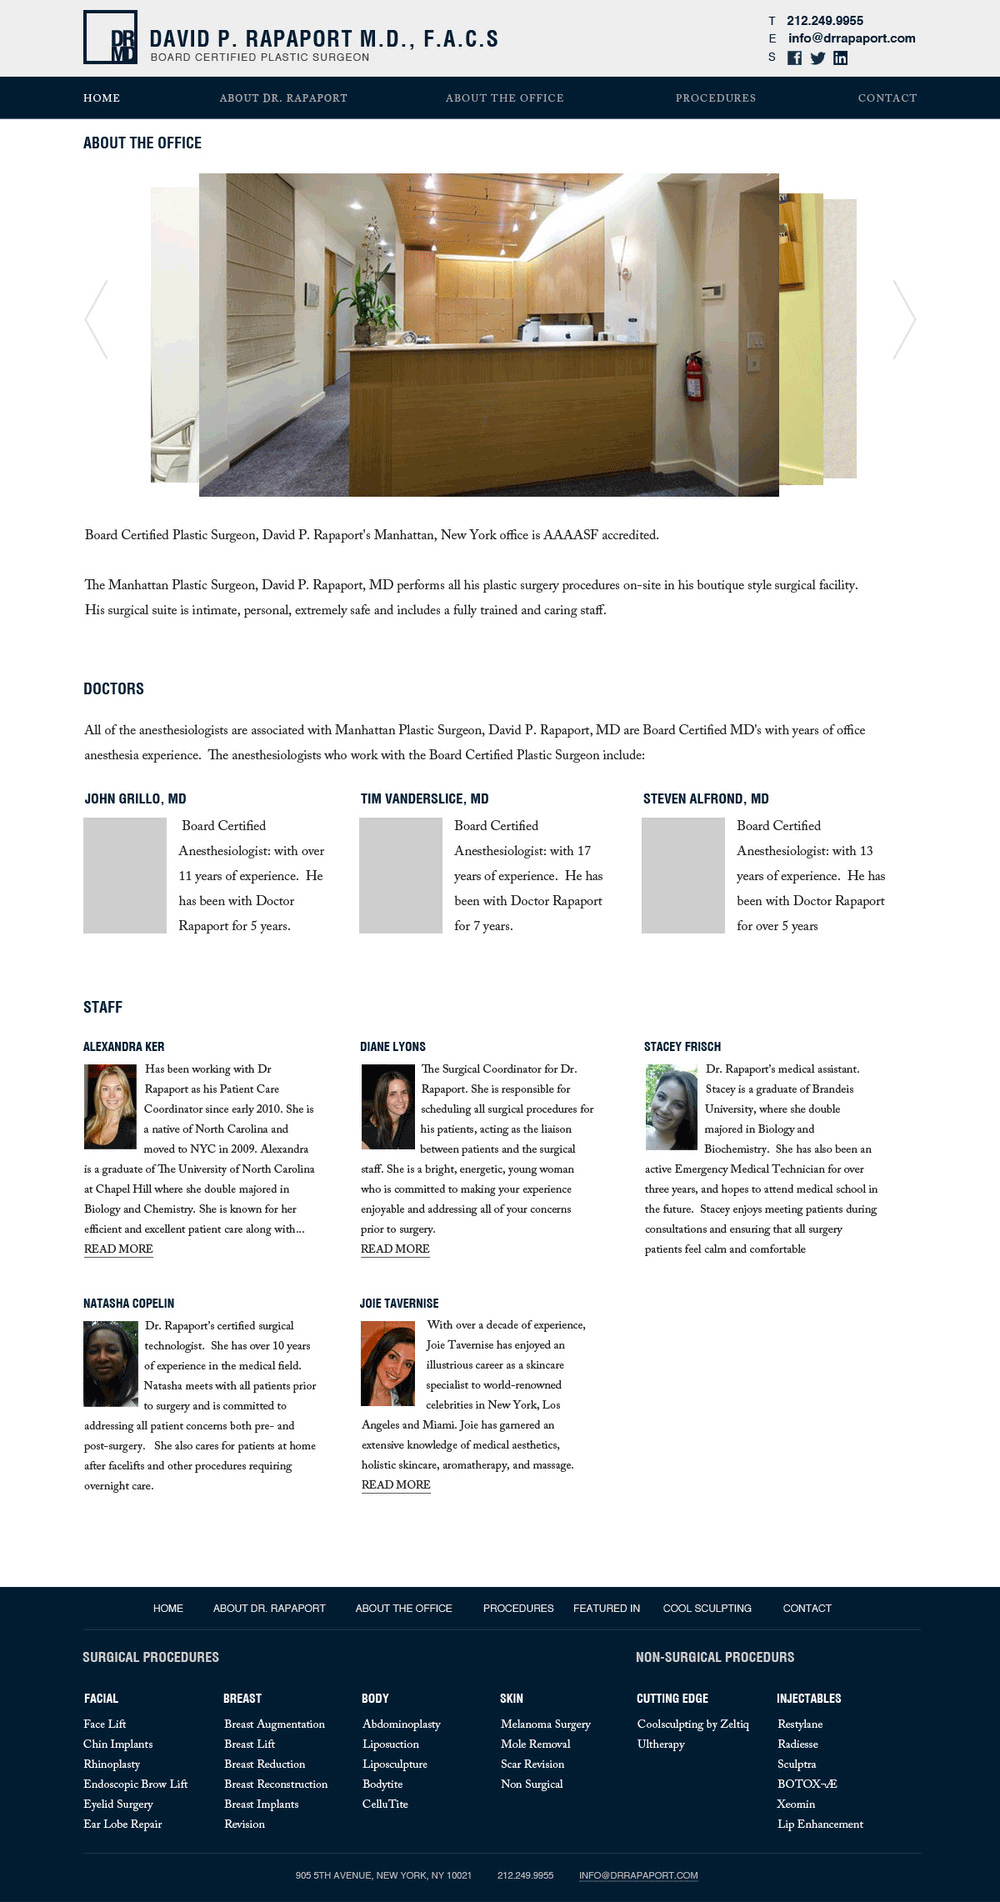 DR
MD
DAVID P. RAPAPORT M.D., F.A.C.S
BOARD CERTIFIED PLASTIC SURGEON
T 212.249.9955
E info@drrapaport.com
S
HOME ABOUT DR. RAPAPORT ABOUT THE OFFICE PROCEDURES CONTACT
ABOUT THE OFFICE
Board Certified Plastic Surgeon, David P. Rapaport's Manhattan, New York office is AAAASF accredited.
The Manhattan Plastic Surgeon, David P. Rapaport, MD performs all his plastic surgery procedures on-site in his boutique style surgical facility.
His surgical suite is intimate, personal, extremely safe and includes a fully trained and caring staff.
DOCTORS
All of the anesthesiologists are associated with Manhattan Plastic Surgeon, David P. Rapaport, MD are Board Certified MD's with years of office
anesthesia experience. The anesthesiologists who work with the Board Certified Plastic Surgeon include:
JOHN GRILLO, MD
Board Certified
Anesthesiologist: with over
11 years of experience. He
has been with Doctor
Rapaport for 5 years.
TIM VANDERSLICE, MD
Board Certified
Anesthesiologist: with 17
years of experience. He has
been with Doctor Rapaport
for 7 years.
STEVEN ALFROND, MD
Board Certified
Anesthesiologist: with 13
years of experience. He has
been with Doctor Rapaport
for over 5 years
STAFF
ALEXANDRA KER
Has been working with Dr
Rapaport as his Patient Care
Coordinator since early 2010. She is
a native of North Carolina and
moved to NYC in 2009. Alexandra
is a graduate of The University of North Carolina
at Chapel Hill where she double majored in
Biology and Chemistry. She is known for her
efficient and excellent patient care along with...
READ MORE
DIANE LYONS
The Surgical Coordinator for Dr.
Rapaport. She is responsible for
scheduling all surgical procedures for
his patients, acting as the liaison
between patients and the surgical
staff. She is a bright, energetic, young woman
who is committed to making your experience
enjoyable and addressing all of your concerns
prior to surgery.
READ MORE
STACEY FRISCH
Dr. Rapaport's medical assistant.
Stacey is a graduate of Brandeis
University, where she double
majored in Biology and
Biochemistry. She has also been an
active Emergency Medical Technician for over
three years, and hopes to attend medical school in
the future. Stacey enjoys meeting patients during
consultations and ensuring that all surgery
patients feel calm and comfortable
NATASHA COPELIN
Dr. Rapaport's certified surgical
technologist. She has over 10 years
of experience in the medical field.
Natasha meets with all patients prior
to surgery and is committed to
addressing all patient concerns both pre- and
post-surgery. She also cares for patients at home
after facelifts and other procedures requiring
overnight care.
JOIE TAVERNISE
With over a decade of experience,
Joie Tavernise has enjoyed an
illustrious career as a skincare
specialist to world-renowned
celebrities in New York, Los
Angeles and Miami. Joie has garnered an
extensive knowledge of medical aesthetics,
holistic skincare, aromatherapy, and massage.
READ MORE
HOME ABOUT DR. RAPAPORT ABOUT THE OFFICE PROCEDURES FEATURED IN COOL SCULPTING CONTACT
SURGICAL PROCEDURES
FACIAL
Face Lift
Chin Implants
Rhinoplasty
Endoscopic Brow Lift
Eyelid Surgery
Ear Lobe Repair
BREAST
Breast Augmentation
Breast Lift
Breast Reduction
Breast Reconstruction
Breast Implants
Revision
BODY
Abdominoplasty
Liposuction
Liposculpture
Bodytite
CelluTite
SKIN
Melanoma Surgery
Mole Removal
Scar Revision
Non Surgical
NON-SURGICAL PROCEDURS
CUTTING EDGE
Coolsculpting by Zeltiq
Ultherapy
INJECTABLES
Restylane
Radiesse
Sculptra
BOTOX¬Æ
Xeomin
Lip Enhancement
905 5TH AVENUE, NEW YORK, NY 10021 212.249.9955 INFO@DRRAPAPORT.COM